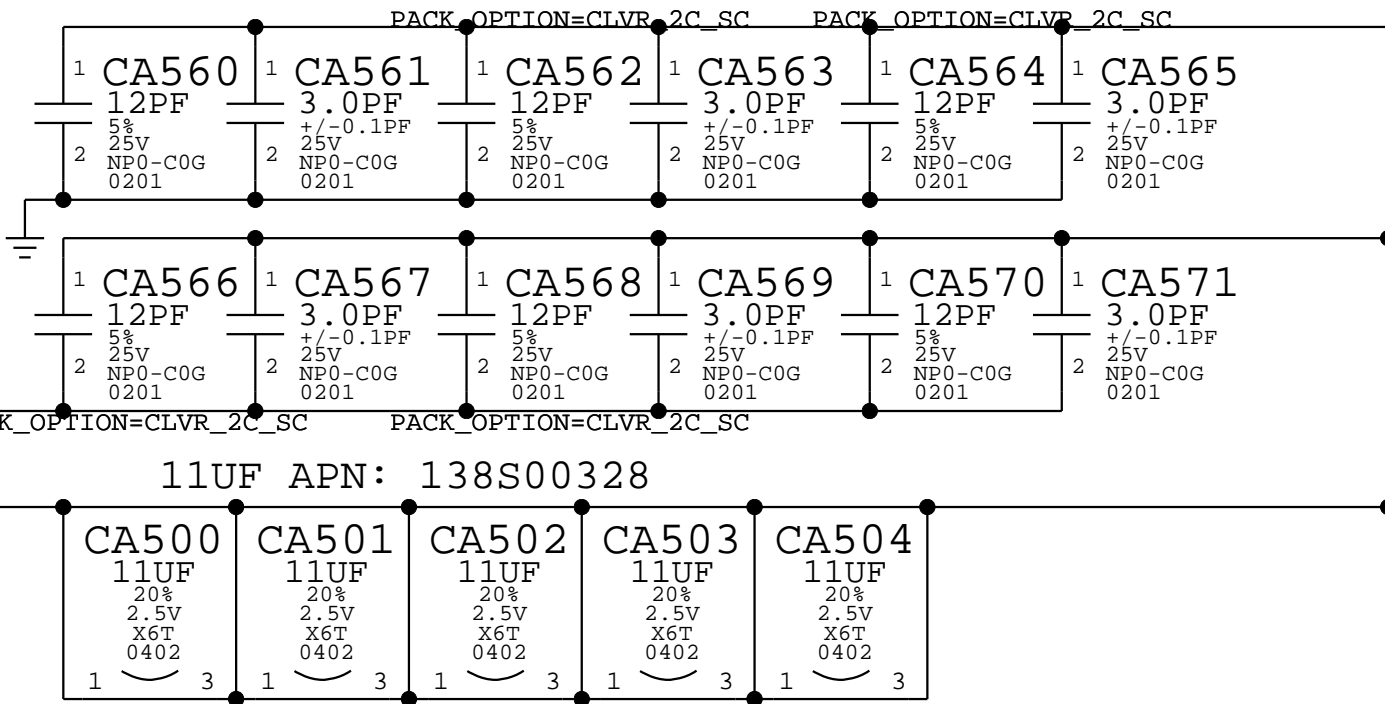 PACK_OPTION=CLVR_2C_SC PACK_OPTION=CLVR_2C_SC
1 CA560 1 CA561 1 CA562 1 CA563 1 CA564 1 CA565
12PF 3.0PF 12PF 3.0PF 12PF 3.0PF
5% +/-0.1PF 5% +/-0.1PF 5% +/-0.1PF
25V 25V 25V 25V 25V 25V
2 NP0-C0G 2 NP0-C0G 2 NP0-C0G 2 NP0-C0G 2 NP0-C0G 2 NP0-C0G
0201 0201 0201 0201 0201 0201
1 CA566 1 CA567 1 CA568 1 CA569 1 CA570 1 CA571
12PF 3.0PF 12PF 3.0PF 12PF 3.0PF
5% +/-0.1PF 5% +/-0.1PF 5% +/-0.1PF
25V 25V 25V 25V 25V 25V
2 NP0-C0G 2 NP0-C0G 2 NP0-C0G 2 NP0-C0G 2 NP0-C0G 2 NP0-C0G
0201 0201 0201 0201 0201 0201
K_OPTION=CLVR_2C_SC PACK_OPTION=CLVR_2C_SC
11UF APN: 138S00328
CA500 CA501 CA502 CA503 CA504
11UF 11UF 11UF 11UF 11UF
20% 20% 20% 20% 20%
2.5V 2.5V 2.5V 2.5V 2.5V
X6T X6T X6T X6T X6T
0402 0402 0402 0402 0402
1 3 1 3 1 3 1 3 1 3